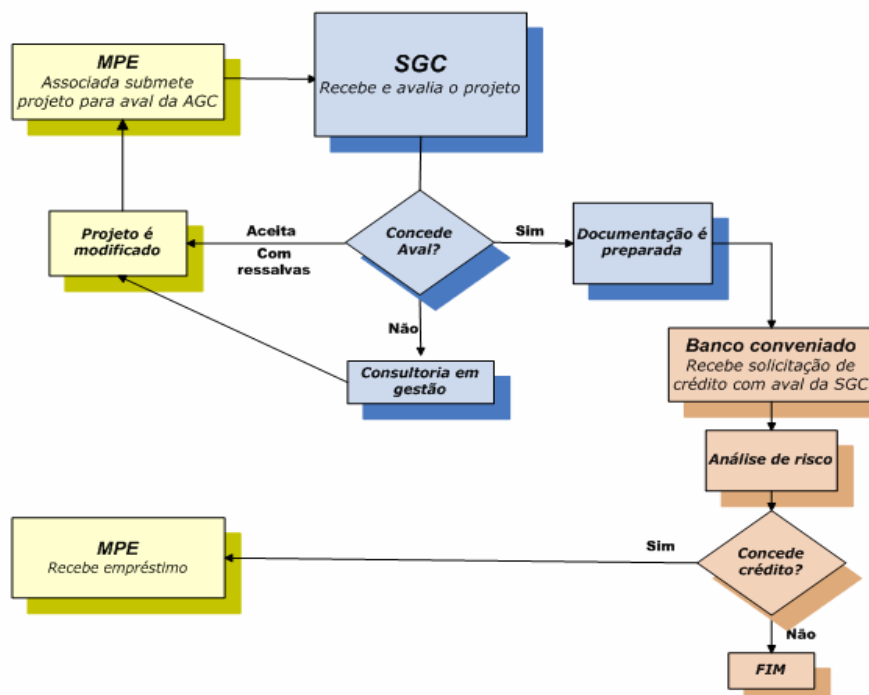 MPE
Associada submete
projeto para aval da AGC
SGC
Recebe e avalia o projeto
Projeto é
modificado
Aceita
Com
ressalvas
Concede
Aval?
Sim
Documentação é
preparada
Não
Consultoria em
gestão
Banco conveniado
Recebe solicitação de
crédito com aval da SGC
Análise de risco
MPE
Recebe empréstimo
Sim
Concede
crédito?
Não
FIM